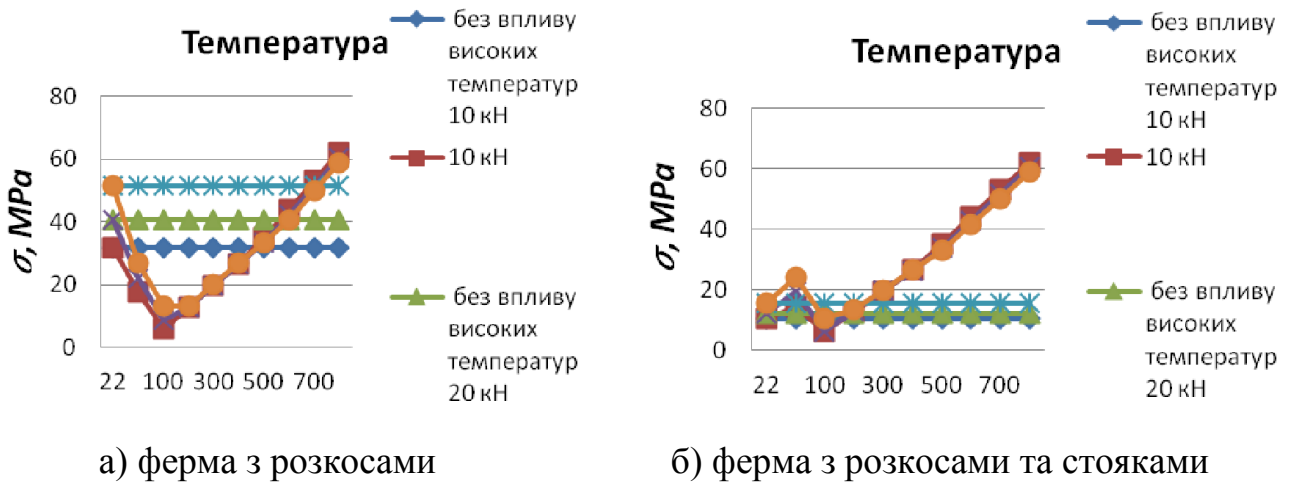 Температура
без впливу
високих
температур
10 кН
10 кН
без впливу
високих
температур
20 кН
σ, MPa
80
60
40
20
0
22 100 300 500 700
а) ферма з розкосами
Температура
без впливу
високих
температур
10 кН
10 кН
без впливу
високих
температур
20 кН
σ, MPa
80
60
40
20
0
22 100 300 500 700
б) ферма з розкосами та стояками